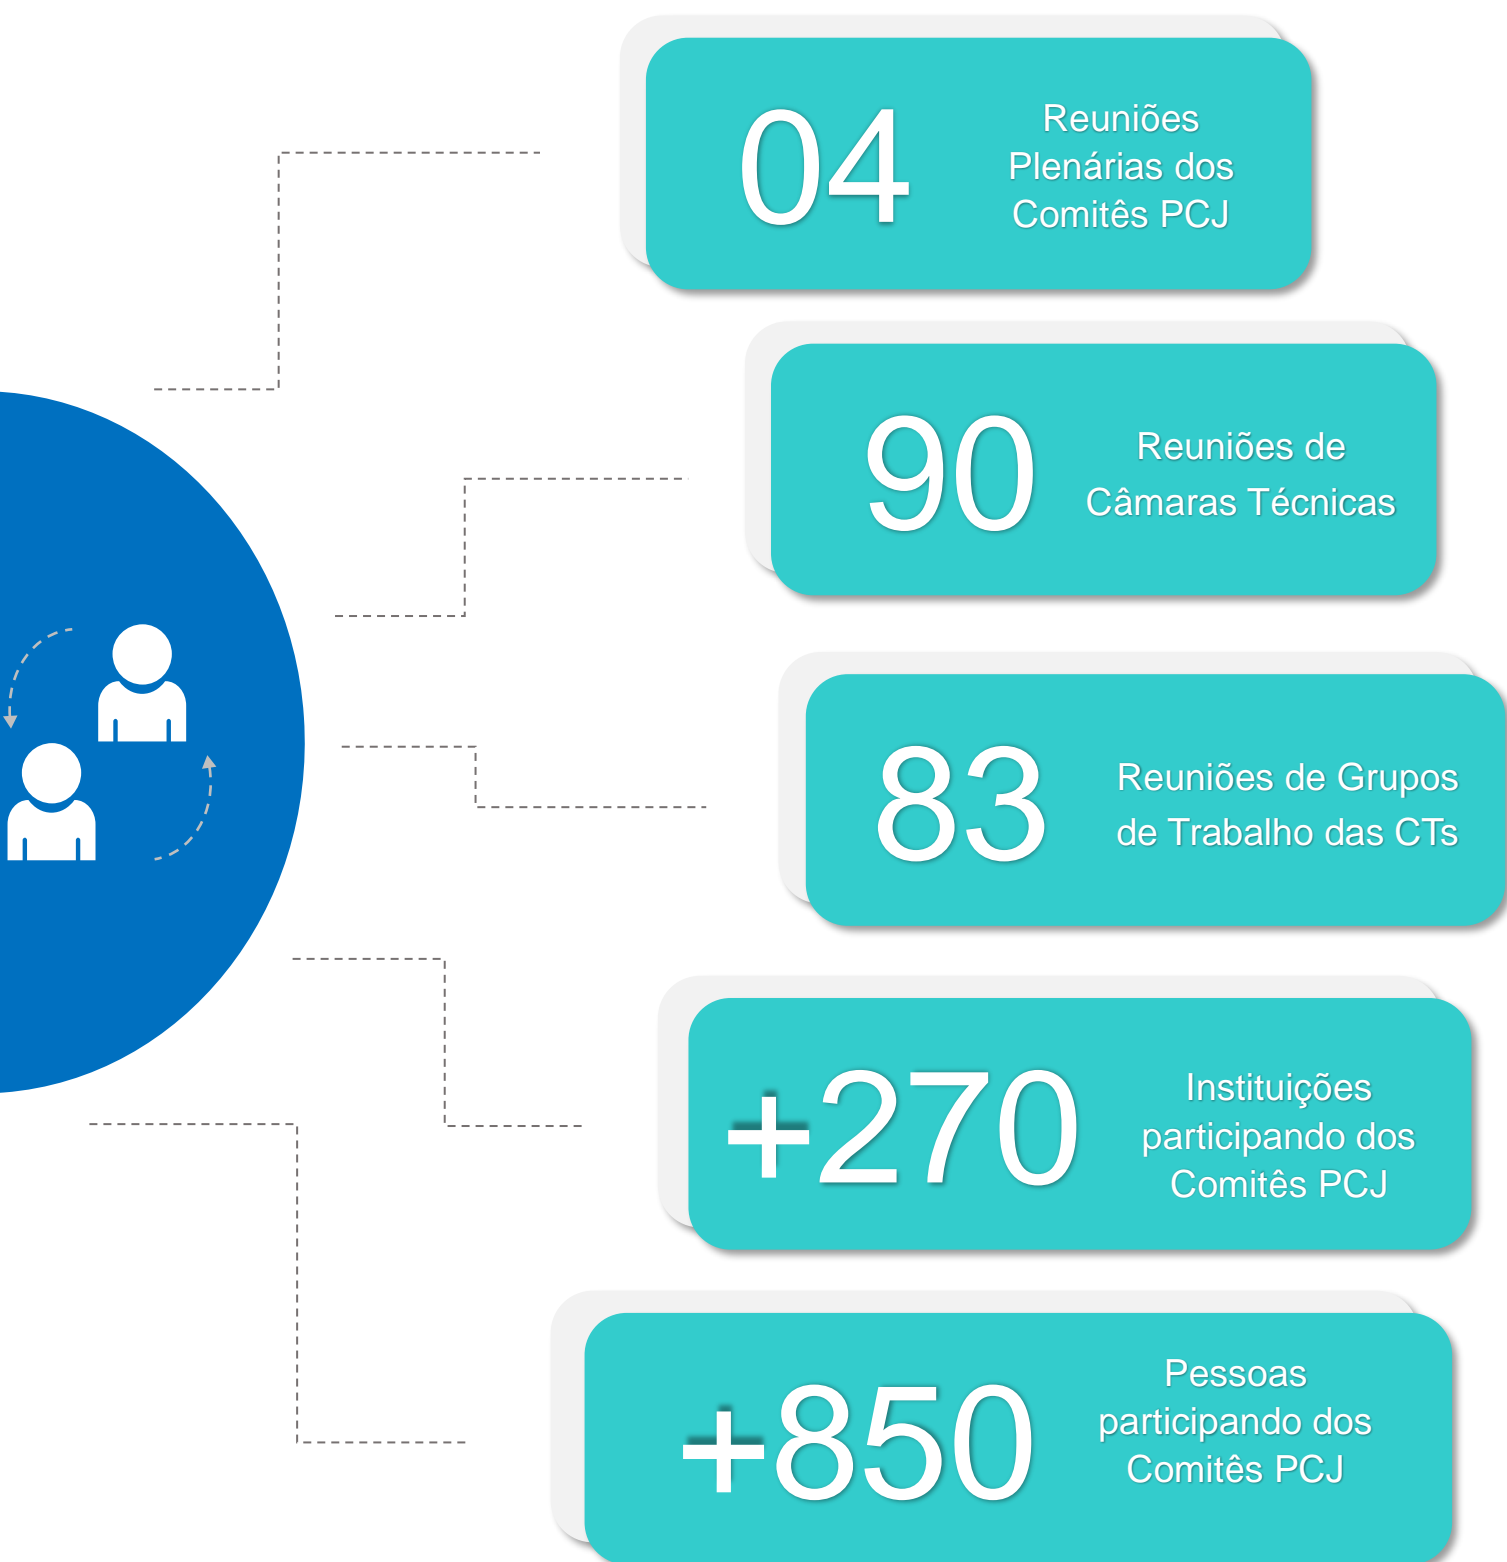 04
Reuniões
Plenárias dos
Comitês PCJ
90
Reuniões de
Câmaras Técnicas
83
Reuniões de Grupos
de Trabalho das CTs
+270
Instituições
participando dos
Comitês PCJ
+850
Pessoas
participando dos
Comitês PCJ